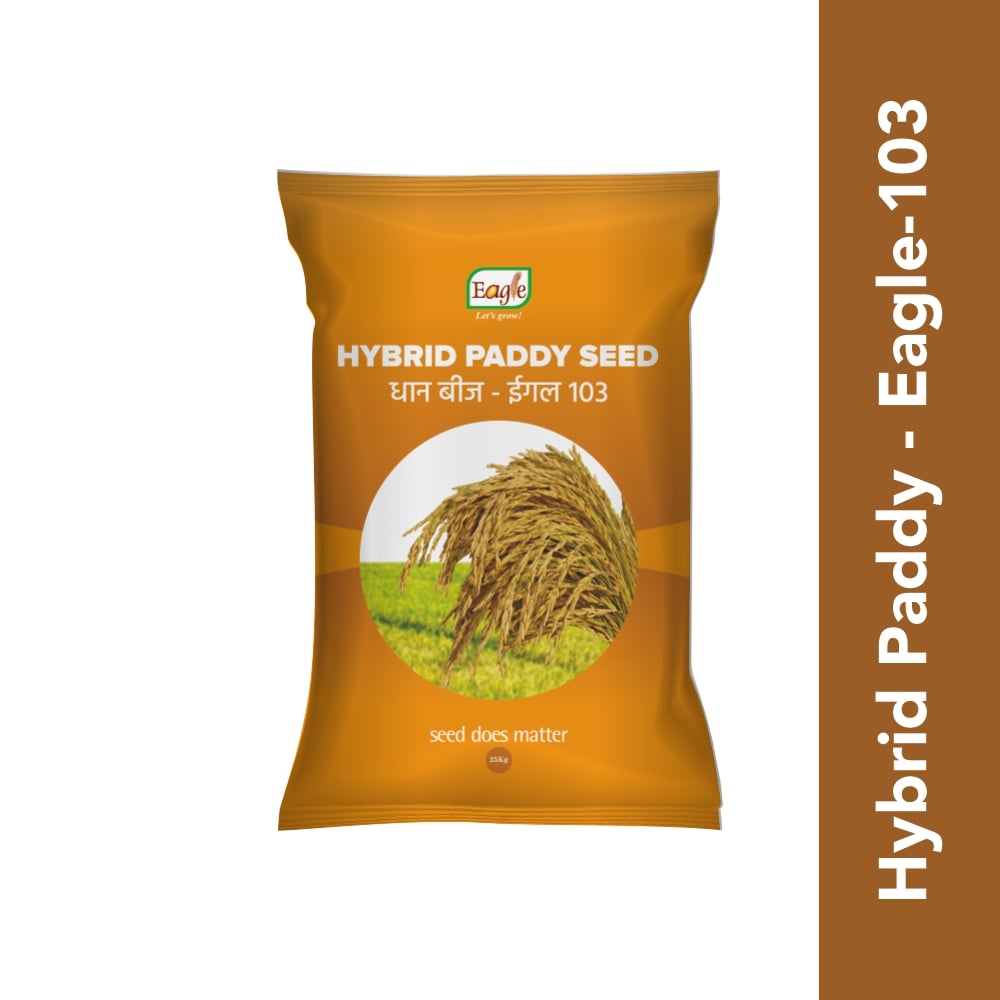 Eagle
Let's grow!
HYBRID PADDY SEED
धान बीज - ईगल 103
seed does matter
25Kg
Hybrid Paddy - Eagle-103